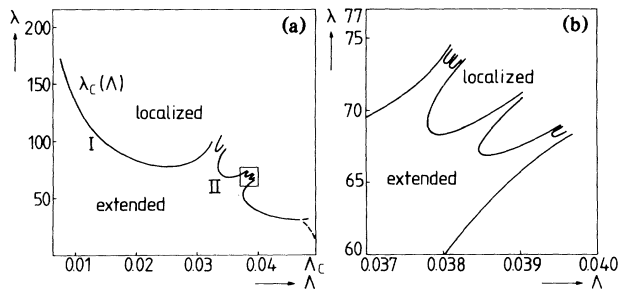 λ
(a)
200
150
λc(Λ)
localized
100
I
50
II
extended
0
0.01
0.02
0.03
0.04
Λc
Λ
λ
(b)
77
75
localized
70
65
extended
60
0.037
0.038
0.039
0.040
Λ